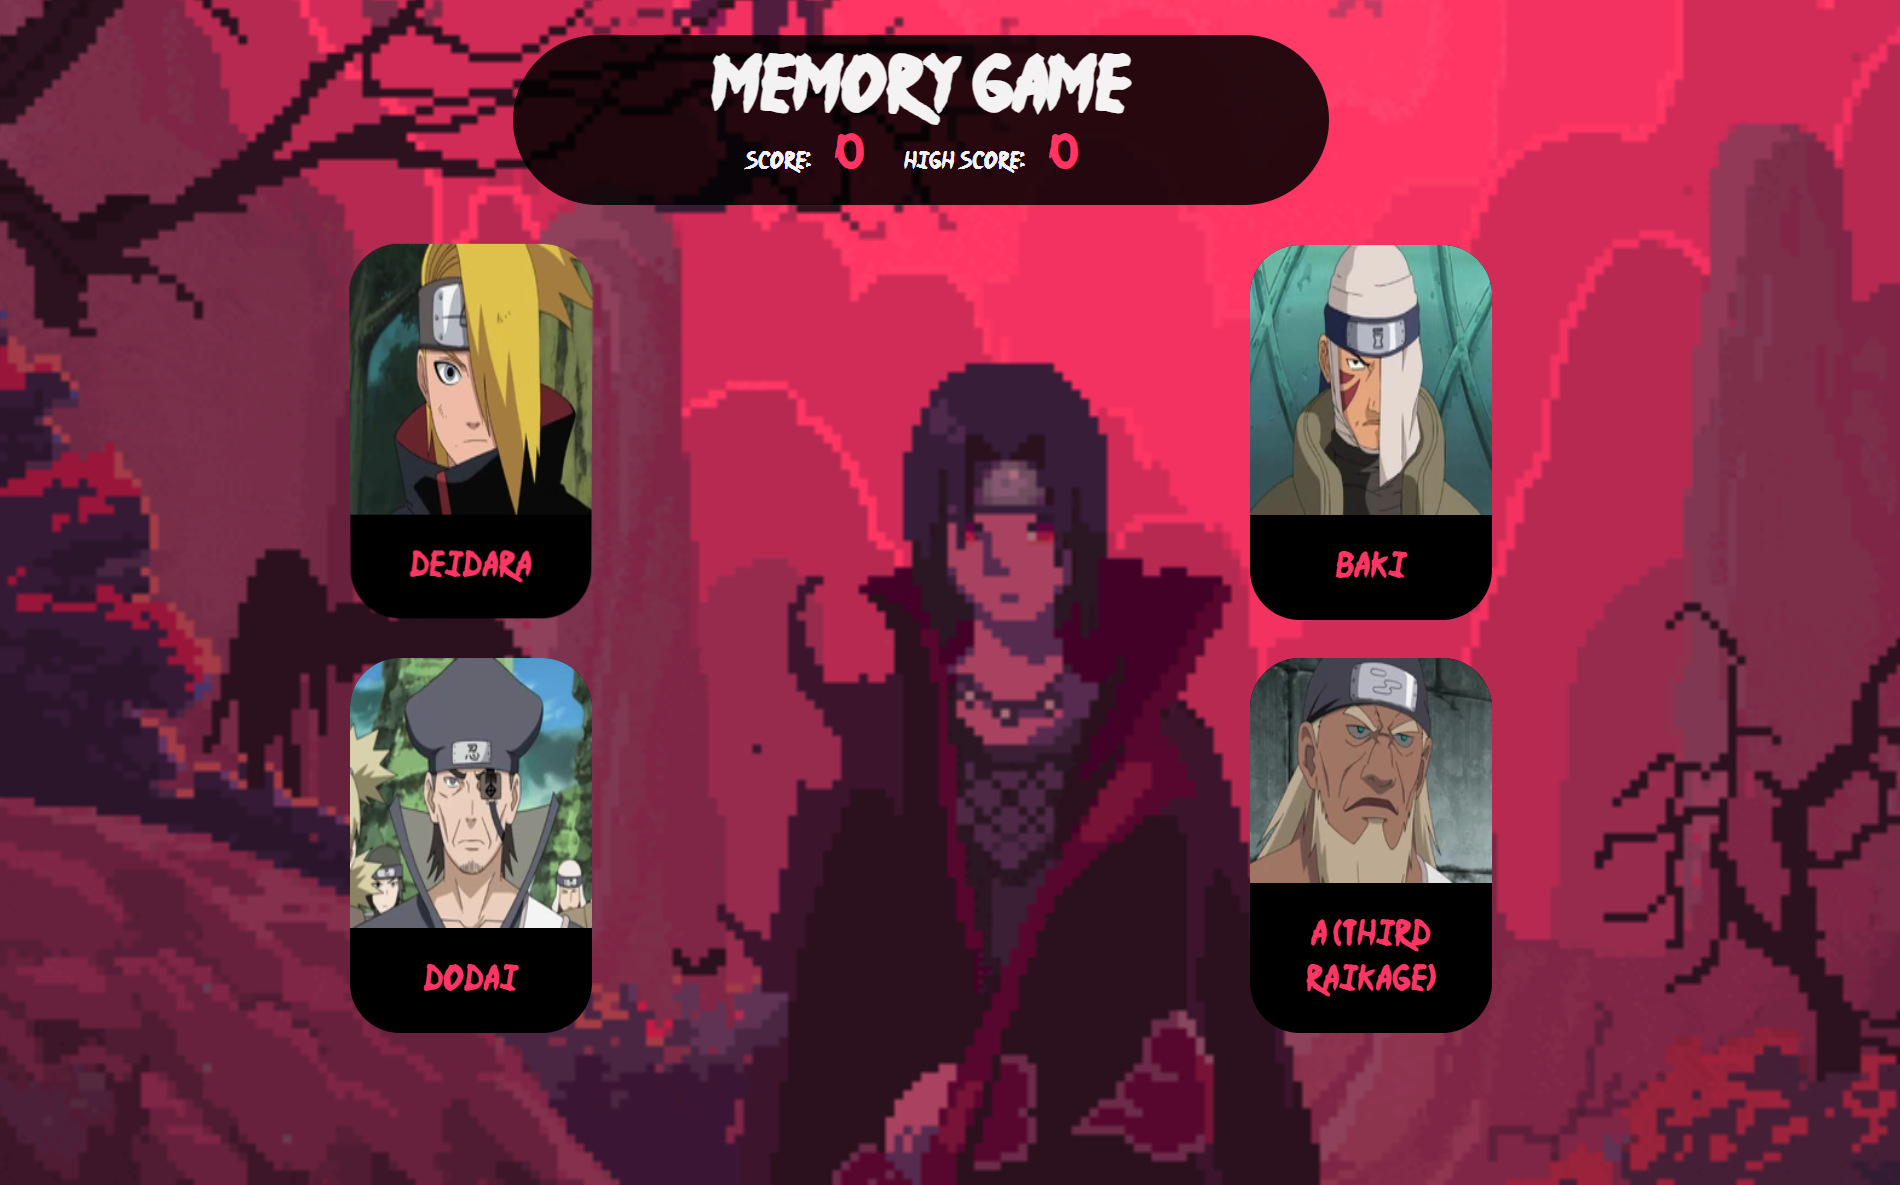 MEMORY GAME
SCORE: 0 HIGH SCORE: 0
DEIDARA
BAKI
DODAI
A (THIRD
RAIKAGE)